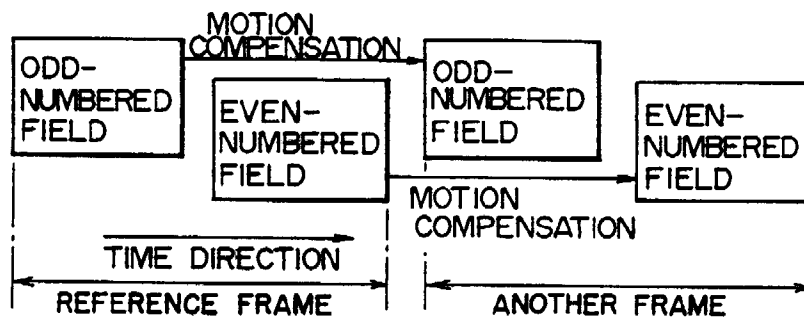 MOTION
COMPENSATION
ODD-
NUMBERED
FIELD
EVEN-
NUMBERED
FIELD
ODD-
NUMBERED
FIELD
EVEN-
NUMBERED
FIELD
MOTION
COMPENSATION
TIME DIRECTION
REFERENCE FRAME
ANOTHER FRAME